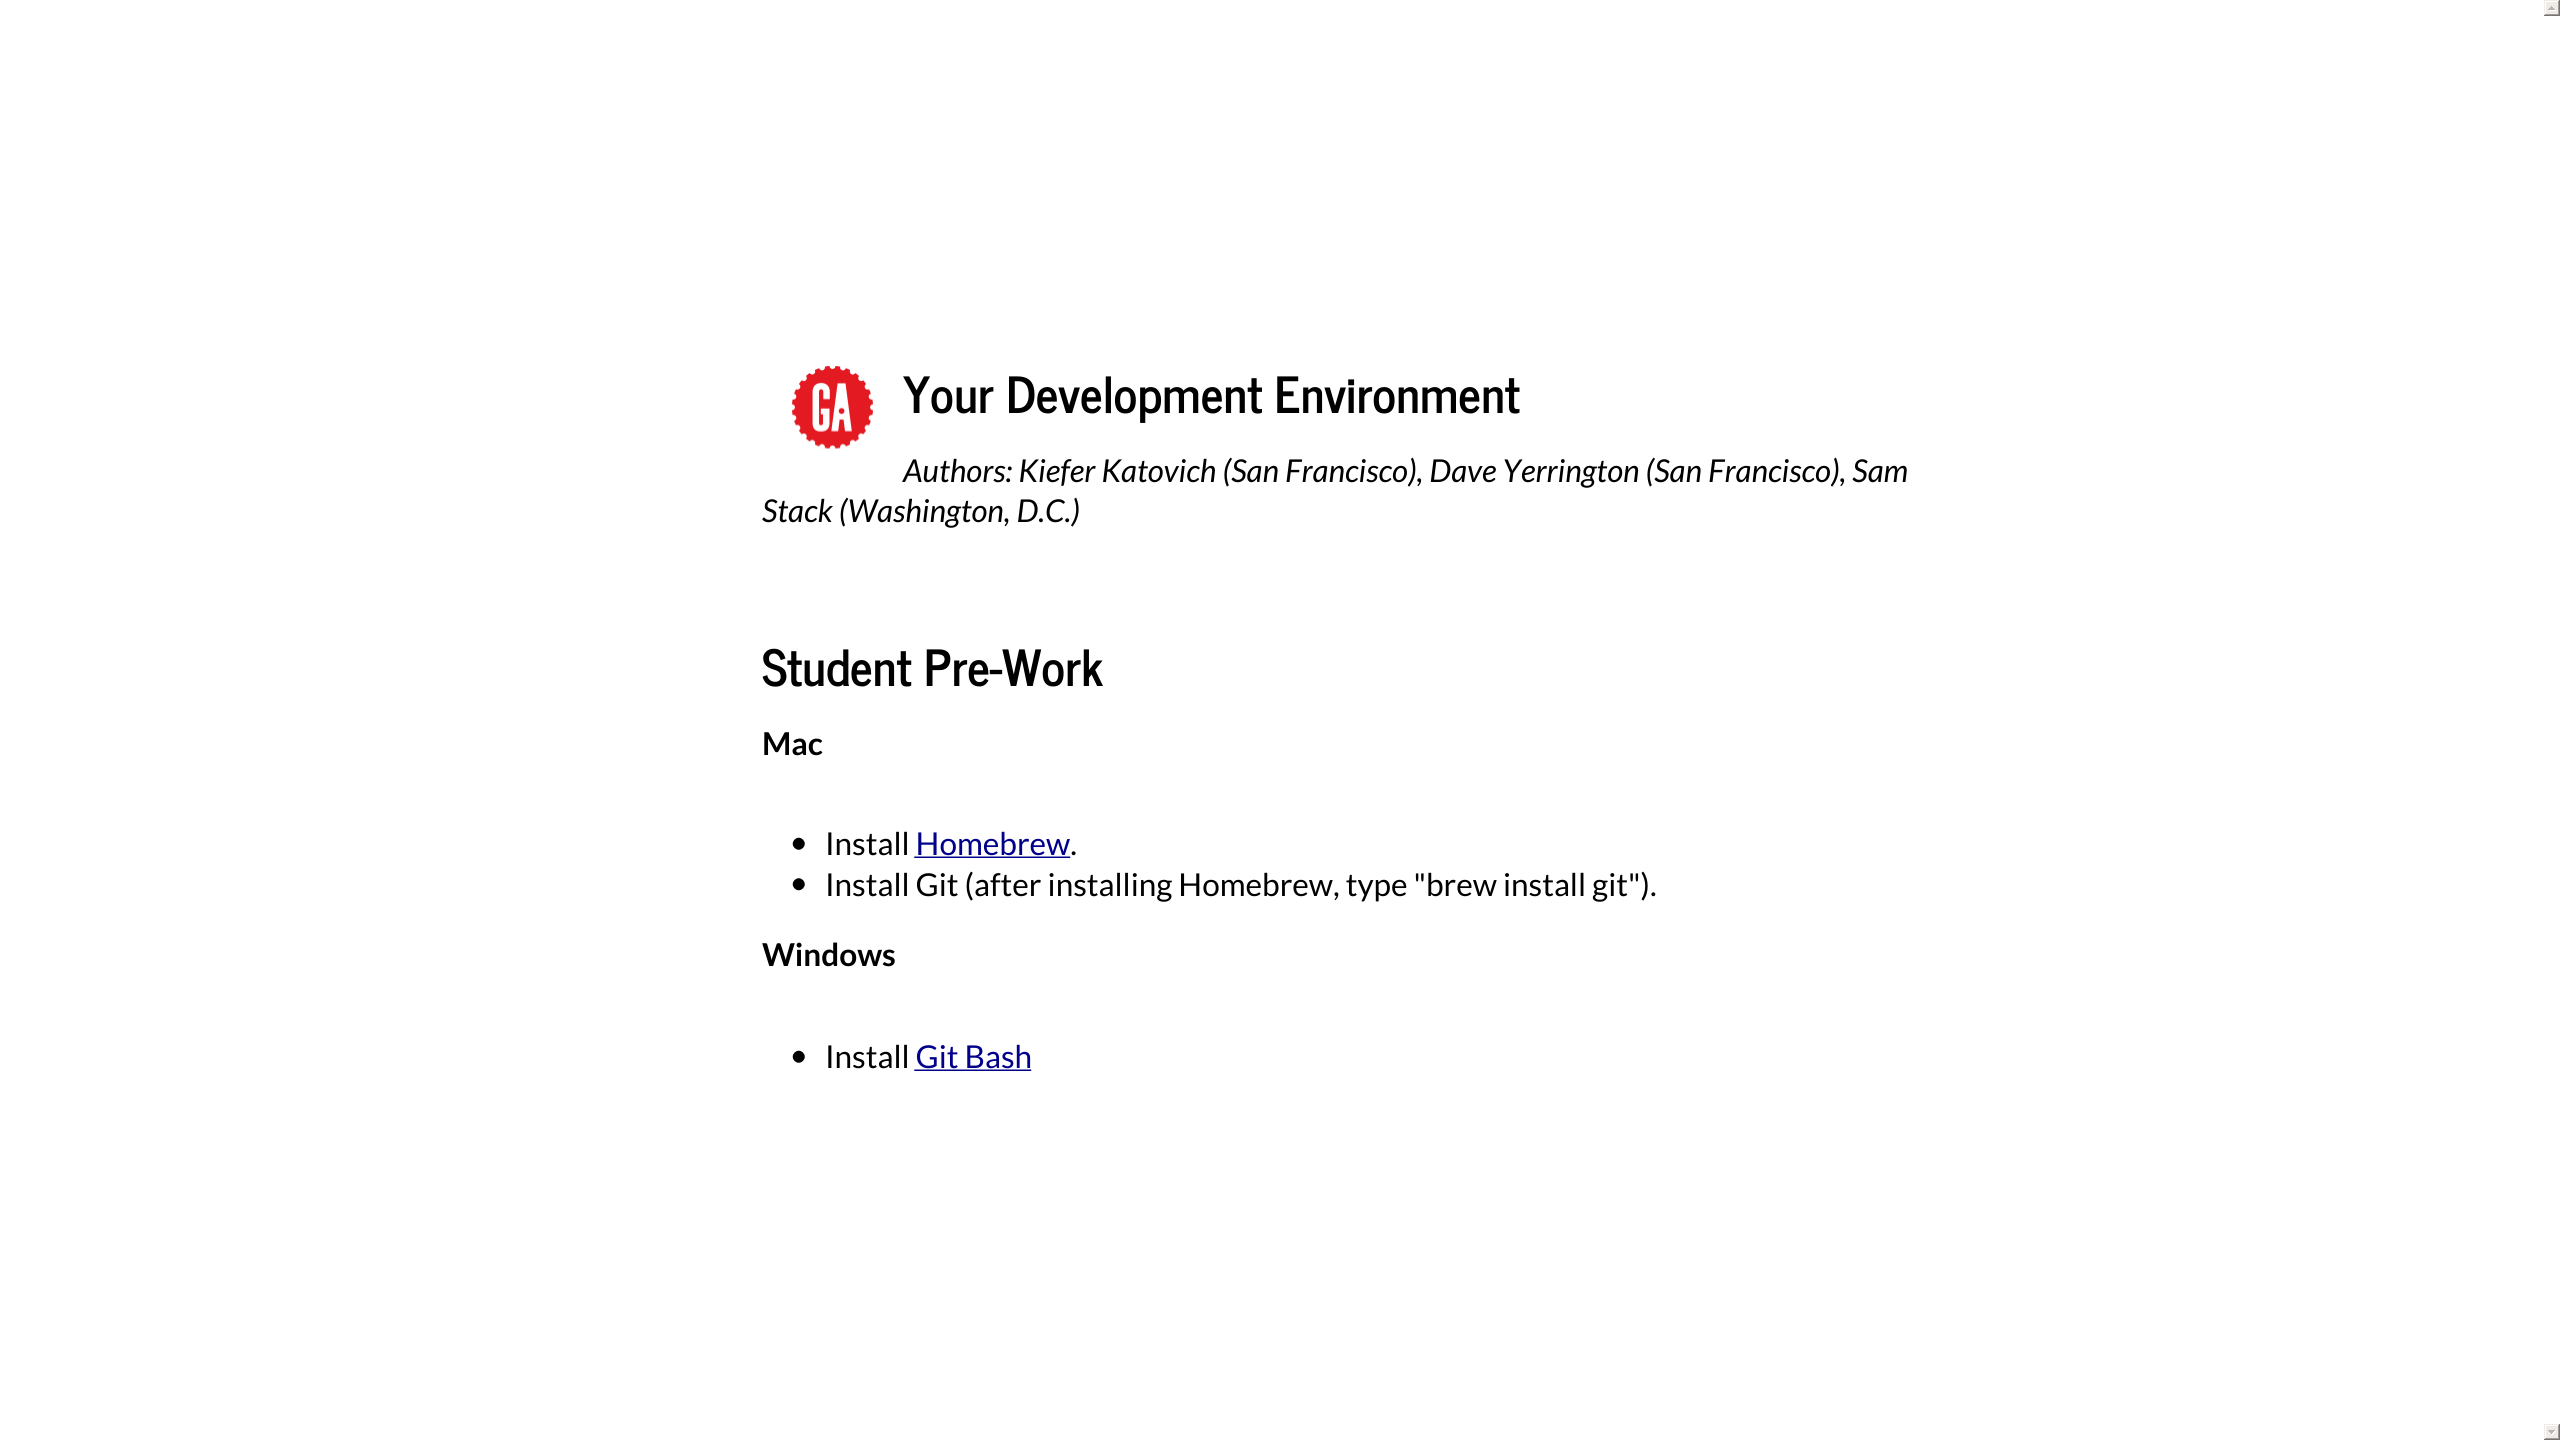 GA
Your Development Environment
Authors: Kiefer Katovich (San Francisco), Dave Yerrington (San Francisco), Sam
Stack (Washington, D.C.)
Student Pre-Work
Mac
Install Homebrew.
Install Git (after installing Homebrew, type "brew install git").
Windows
Install Git Bash